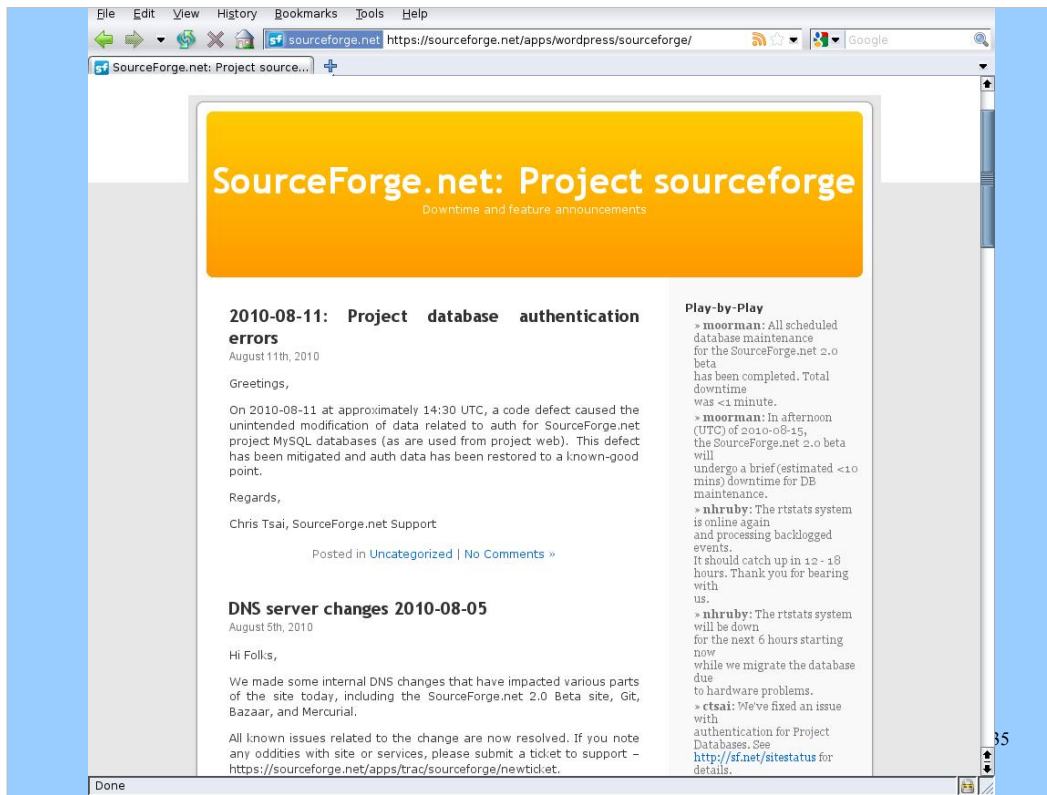 File Edit View History Bookmarks Tools Help
sourceforge.net https://sourceforge.net/apps/wordpress/sourceforge/
Google
SourceForge.net: Project source...
SourceForge.net: Project sourceforge
Downtime and feature announcements
2010-08-11: Project database authentication
errors
August 11th, 2010
Greetings,
On 2010-08-11 at approximately 14:30 UTC, a code defect caused the
unintended modification of data related to auth for SourceForge.net
project MySQL databases (as are used from project web). This defect
has been mitigated and auth data has been restored to a known-good
point.
Regards,
Chris Tsai, SourceForge.net Support
Posted in Uncategorized | No Comments »
DNS server changes 2010-08-05
August 5th, 2010
Hi Folks,
We made some internal DNS changes that have impacted various parts
of the site today, including the SourceForge.net 2.0 Beta site, Git,
Bazaar, and Mercurial.
All known issues related to the change are now resolved. If you note
any oddities with site or services, please submit a ticket to support –
https://sourceforge.net/apps/trac/sourceforge/newticket.
Play-by-Play
» moorman: All scheduled
database maintenance
for the SourceForge.net 2.0
beta
has been completed. Total
downtime
was <1 minute.
» moorman: In afternoon
(UTC) of 2010-08-15,
the SourceForge.net 2.0 beta
will
undergo a brief (estimated <10
mins) downtime for DB
maintenance.
» nhruby: The rtstats system
is online again
and processing backlogged
events.
It should catch up in 12 - 18
hours. Thank you for bearing
with
us.
» nhruby: The rtstats system
will be down
for the next 6 hours starting
now
while we migrate the database
due
to hardware problems.
» ctsai: We've fixed an issue
with
authentication for Project
Databases. See
http://sf.net/sitestatus for
details.
Done